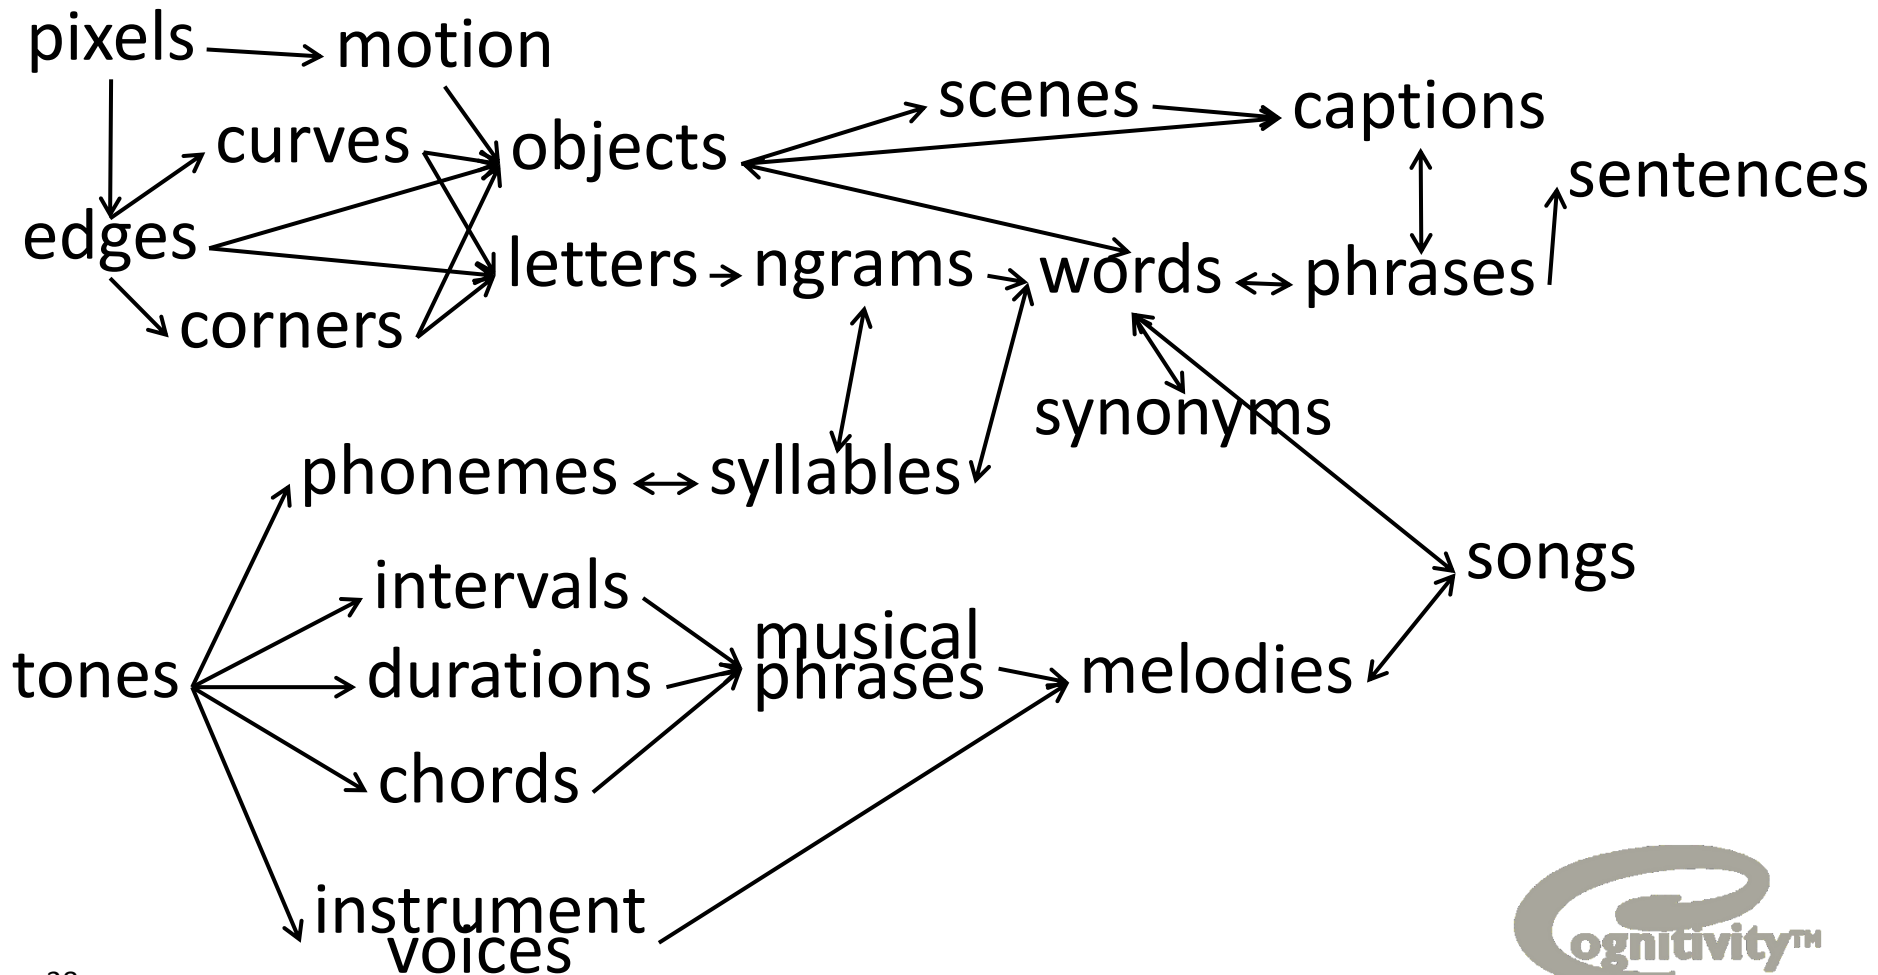 pixels
motion
scenes
captions
curves
objects
sentences
edges
letters
ngrams
words
phrases
corners
synonyms
phonemes
syllables
songs
intervals
musical
phrases
tones
durations
melodies
chords
instrument
voices
ognitivity™